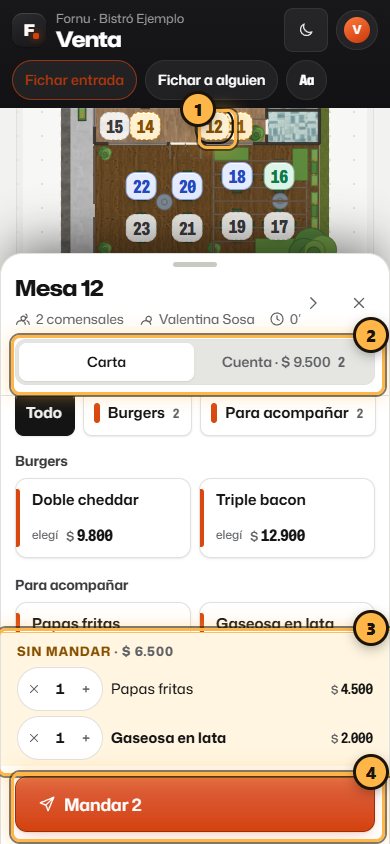 F.
Fornu · Bistró Ejemplo
Venta
V
Fichar entrada
Fichar a alguien
Aa
1
15
14
12
11
22
20
18
16
23
21
19
17
Mesa 12
2 comensales
Valentina Sosa
0'
2
Carta
Cuenta · $ 9.500 2
Todo
Burgers 2
Para acompañar 2
Burgers
Doble cheddar
elegí $ 9.800
Triple bacon
elegí $ 12.900
Para acompañar
Papas fritas
Gaseosa en lata
3
SIN MANDAR · $ 6.500
× 1 + Papas fritas $ 4.500
× 1 + Gaseosa en lata $ 2.000
4
Mandar 2